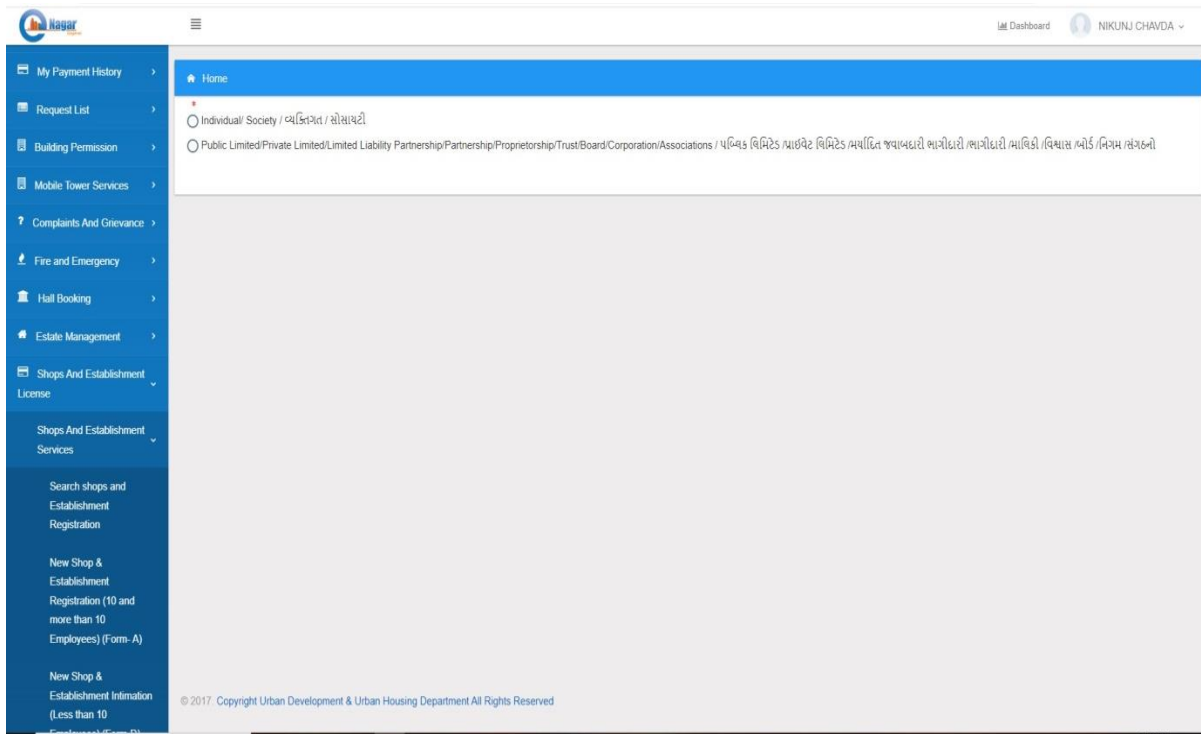 Nagar
Dashboard
NIKUNJ CHAVDA
My Payment History
Request List
Building Permission
Mobile Tower Services
Complaints And Grievance
Fire and Emergency
Hall Booking
Estate Management
Shops And Establishment
License
Shops And Establishment
Services
Search shops and
Establishment
Registration
New Shop &
Establishment
Registration (10 and
more than 10
Employees) (Form- A)
New Shop &
Establishment Intimation
(Less than 10
Employees) (Form-D)
Home
*
Individual/ Society / વ્યક્તિગત / સોસાયટી
Public Limited/Private Limited/Limited Liability Partnership/Partnership/Proprietorship/Trust/Board/Corporation/Associations / પબ્લિક લિમિટેડ /પ્રાઇવેટ લિમિટેડ /મર્યાદિત જવાબદારી ભાગીદારી /ભાગીદારી /માલિકી /વિશ્વાસ /બોર્ડ /નિગમ /સંગઠનો
© 2017. Copyright Urban Development & Urban Housing Department All Rights Reserved